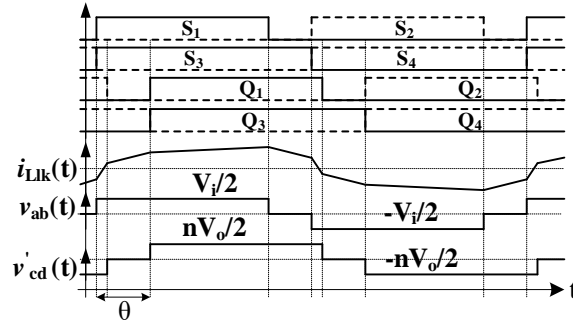 S1 S2
S3 S4
Q1 Q2
Q3 Q4
iLlk(t)
Vi/2
vab(t) -Vi/2
nVo/2
v'cd(t) -nVo/2
t
θ